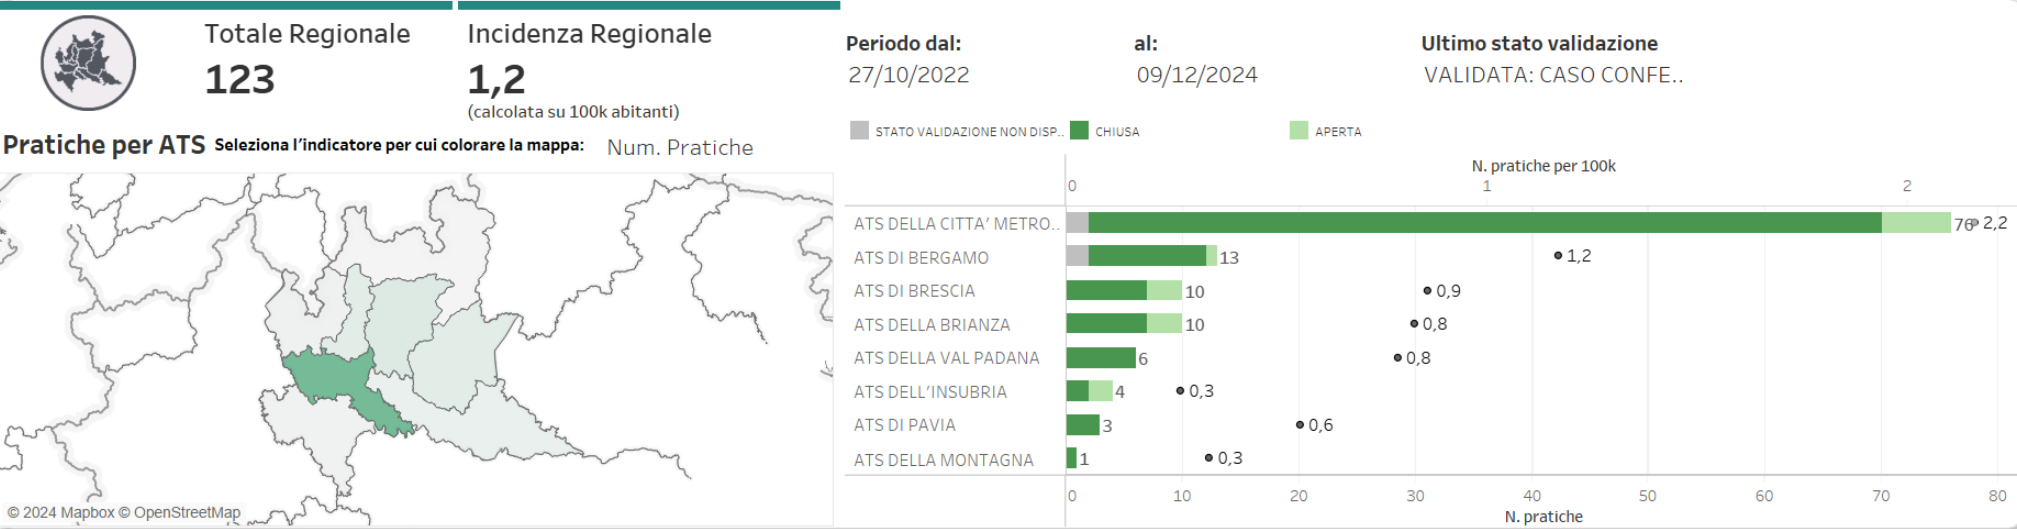 Totale Regionale
123
Incidenza Regionale
1,2
(calcolata su 100k abitanti)
Periodo dal:
27/10/2022
al:
09/12/2024
Ultimo stato validazione
VALIDATA: CASO CONFE..
Pratiche per ATS
Seleziona l'indicatore per cui colorare la mappa:
Num. Pratiche
© 2024 Mapbox © OpenStreetMap
STATO VALIDAZIONE NON DISP..
CHIUSA
APERTA
N. pratiche per 100k
0 1 2
ATS DELLA CITTA' METRO.. 76 2,2
ATS DI BERGAMO 13 1,2
ATS DI BRESCIA 10 0,9
ATS DELLA BRIANZA 10 0,8
ATS DELLA VAL PADANA 6 0,8
ATS DELL'INSUBRIA 4 0,3
ATS DI PAVIA 3 0,6
ATS DELLA MONTAGNA 1 0,3
0 10 20 30 40 50 60 70 80
N. pratiche